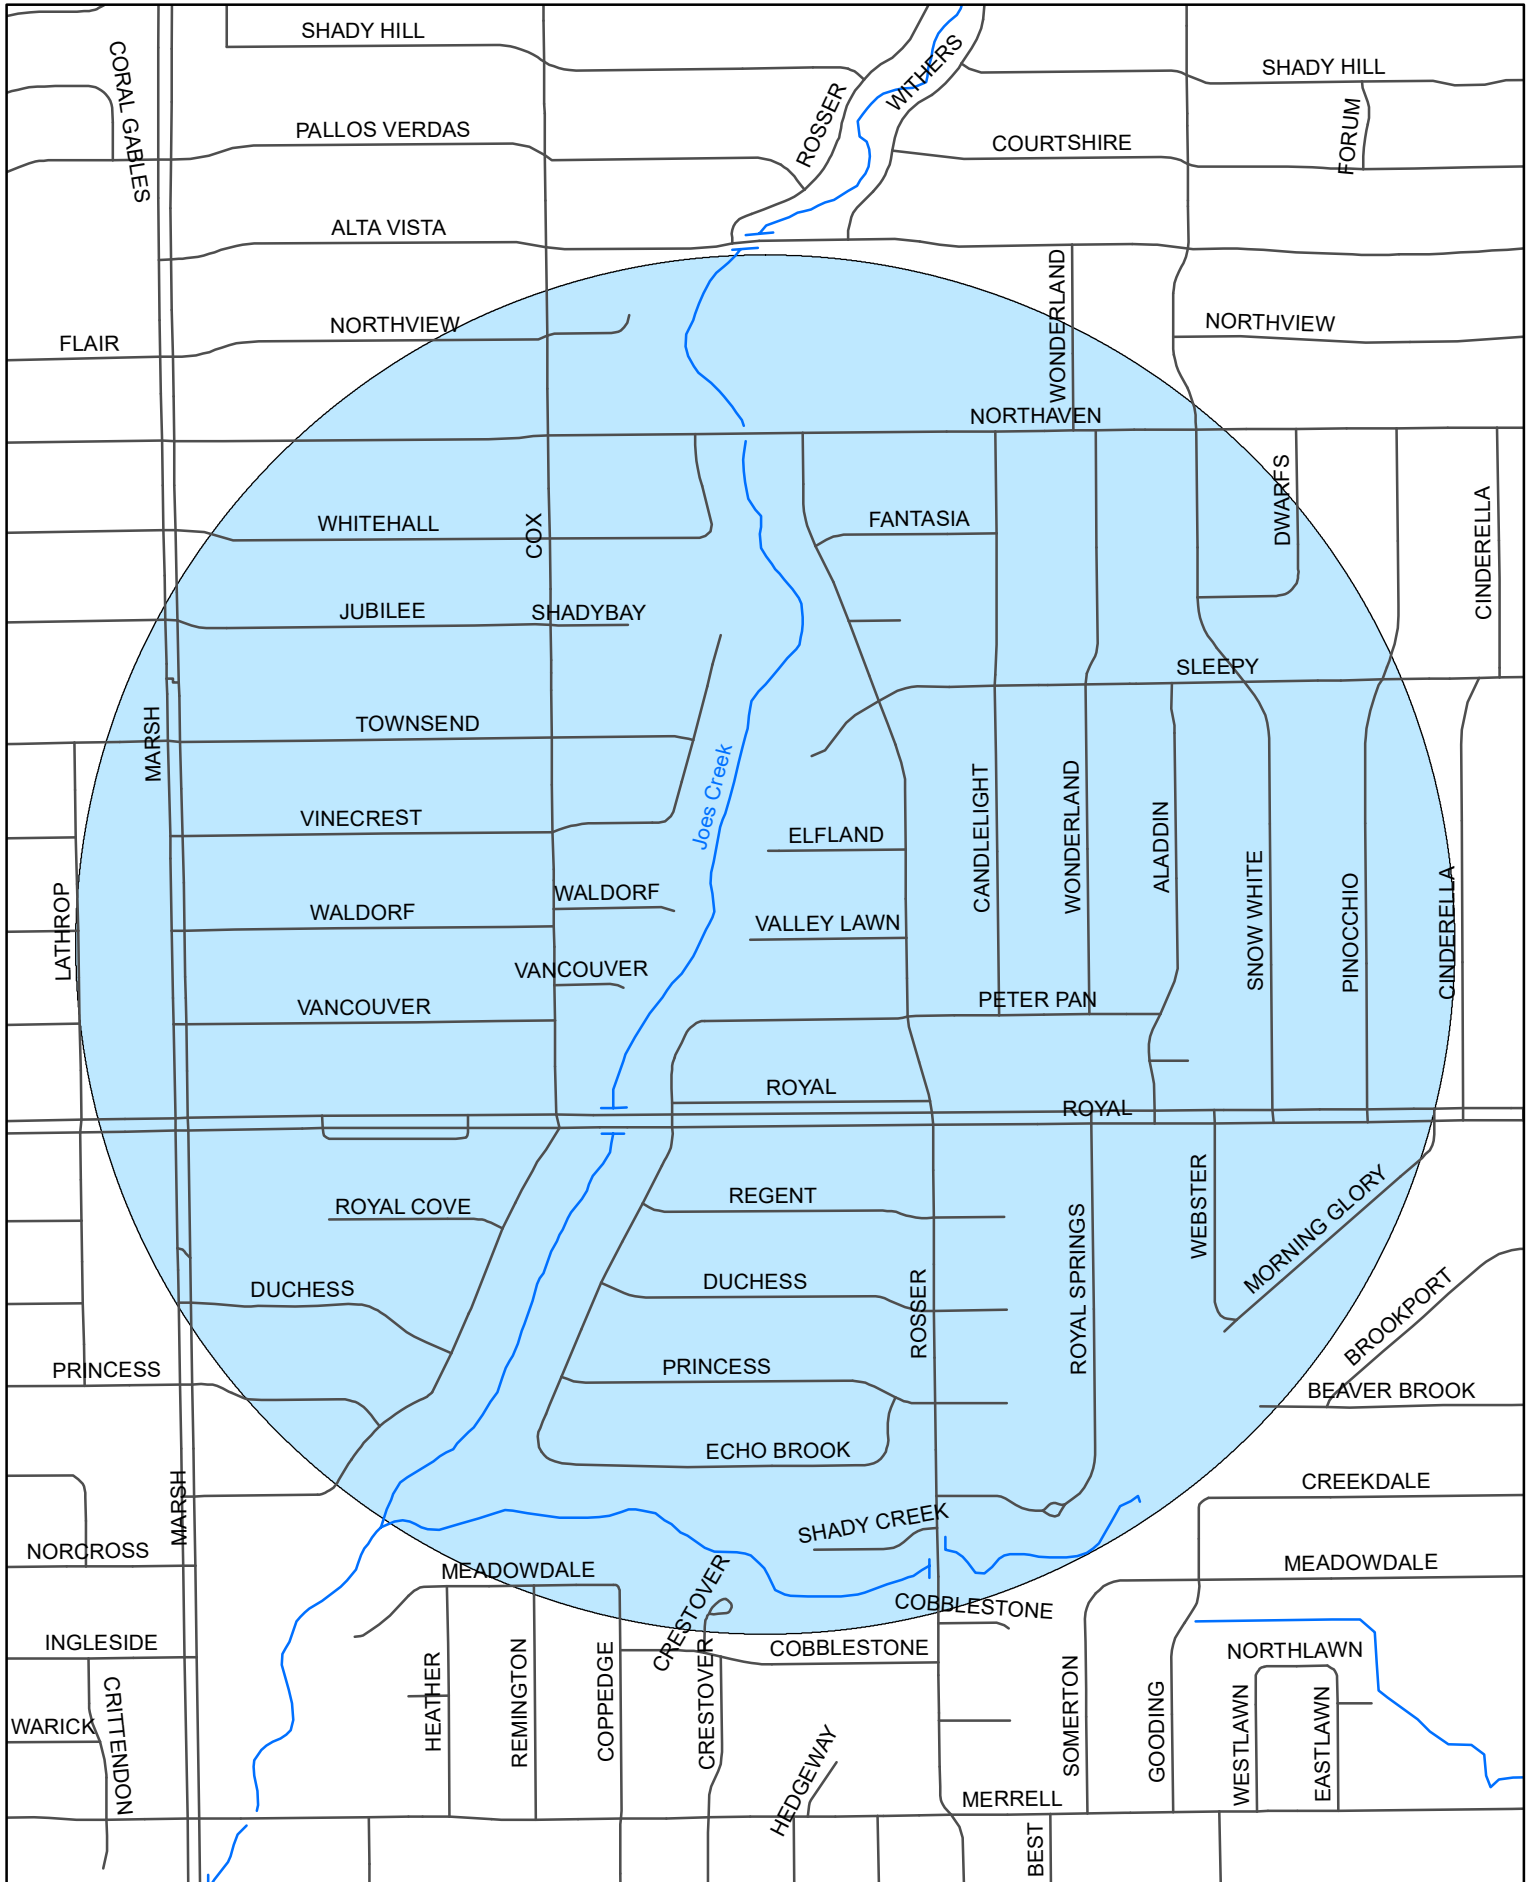 SHADY HILL
CORAL GABLES
WITHERS
SHADY HILL
ROSSER
FORUM
PALLOS VERDAS
COURTSHIRE
ALTA VISTA
WONDERLAND
NORTHVIEW
NORTHVIEW
FLAIR
NORTHAVEN
DWARFS
CINDERELLA
WHITEHALL
COX
FANTASIA
JUBILEE
SHADYBAY
SLEEPY
MARSH
TOWNSEND
Joes Creek
CANDLELIGHT
WONDERLAND
ALADDIN
VINECREST
ELFLAND
SNOW WHITE
PINOCCHIO
CINDERELLA
LATHROP
WALDORF
WALDORF
VALLEY LAWN
VANCOUVER
VANCOUVER
PETER PAN
ROYAL
ROYAL
WEBSTER
MORNING GLORY
ROYAL COVE
REGENT
ROYAL SPRINGS
DUCHESS
DUCHESS
ROSSER
BROOKPORT
PRINCESS
PRINCESS
BEAVER BROOK
ECHO BROOK
MARSH
CREEKDALE
SHADY CREEK
NORCROSS
MEADOWDALE
MEADOWDALE
CRESTOVER
COBBLESTONE
INGLESIDE
COBBLESTONE
NORTHLAWN
CRITTENDON
HEATHER
REMINGTON
COPPEDGE
CRESTOVER
SOMERTON
GOODING
WESTLAWN
EASTLAWN
WARICK
HEDGEWAY
MERRELL
BEST